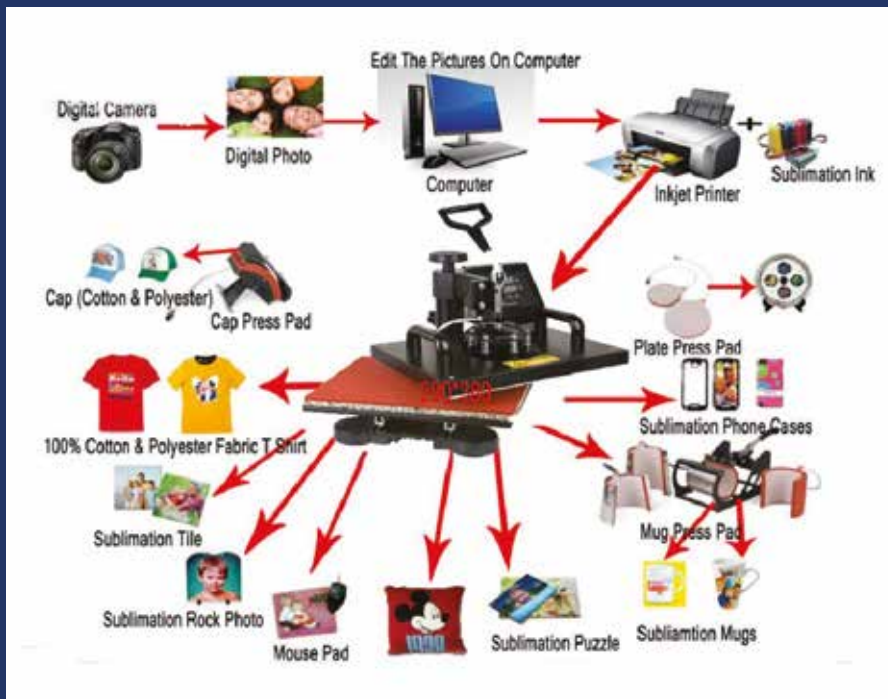 Edit The Pictures On Computer
Digital Camera
Digital Photo
Computer
Inkjet Printer
Sublimation Ink
Cap (Cotton & Polyester)
Cap Press Pad
Plate Press Pad
100% Cotton & Polyester Fabric T Shirt
Sublimation Phone Cases
Sublimation Tile
Mug Press Pad
Sublimation Rock Photo
Mouse Pad
Sublimation Puzzle
Subliamtion Mugs